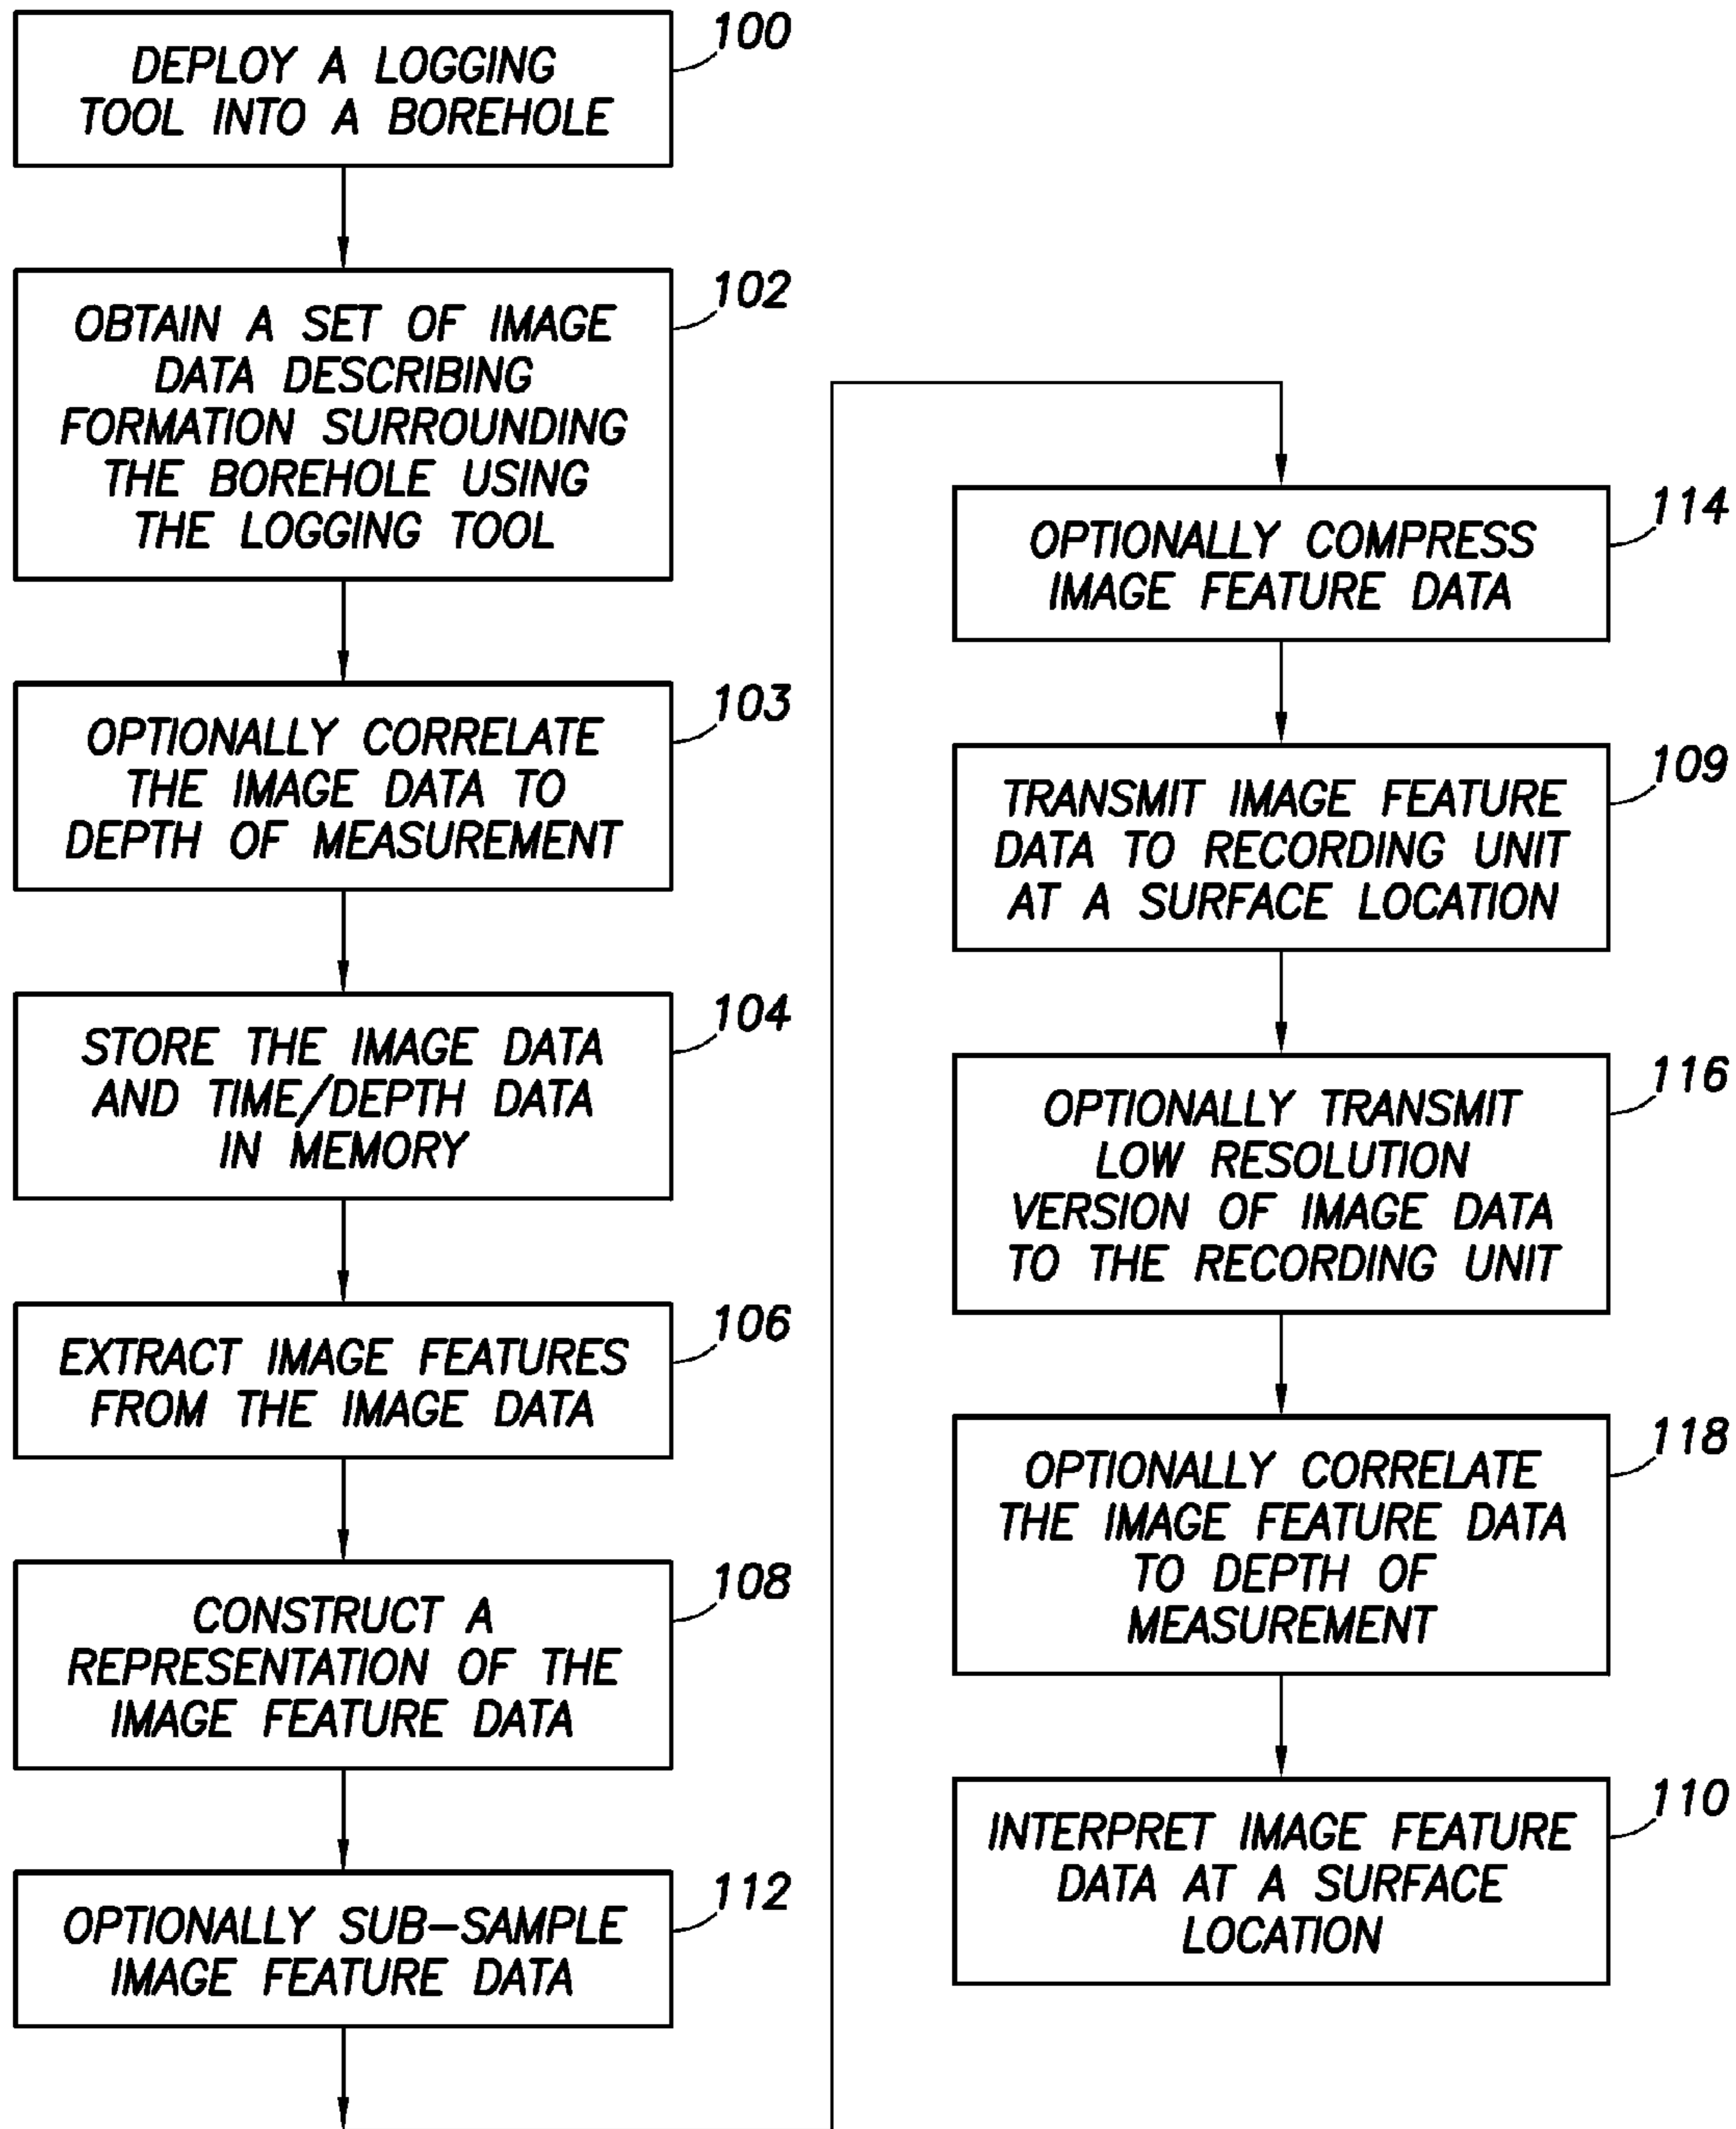 100
DEPLOY A LOGGING
TOOL INTO A BOREHOLE
102
OBTAIN A SET OF IMAGE
DATA DESCRIBING
FORMATION SURROUNDING
THE BOREHOLE USING
THE LOGGING TOOL
103
OPTIONALLY CORRELATE
THE IMAGE DATA TO
DEPTH OF MEASUREMENT
104
STORE THE IMAGE DATA
AND TIME/DEPTH DATA
IN MEMORY
106
EXTRACT IMAGE FEATURES
FROM THE IMAGE DATA
108
CONSTRUCT A
REPRESENTATION OF THE
IMAGE FEATURE DATA
112
OPTIONALLY SUB-SAMPLE
IMAGE FEATURE DATA
114
OPTIONALLY COMPRESS
IMAGE FEATURE DATA
109
TRANSMIT IMAGE FEATURE
DATA TO RECORDING UNIT
AT A SURFACE LOCATION
116
OPTIONALLY TRANSMIT
LOW RESOLUTION
VERSION OF IMAGE DATA
TO THE RECORDING UNIT
118
OPTIONALLY CORRELATE
THE IMAGE FEATURE DATA
TO DEPTH OF
MEASUREMENT
110
INTERPRET IMAGE FEATURE
DATA AT A SURFACE
LOCATION